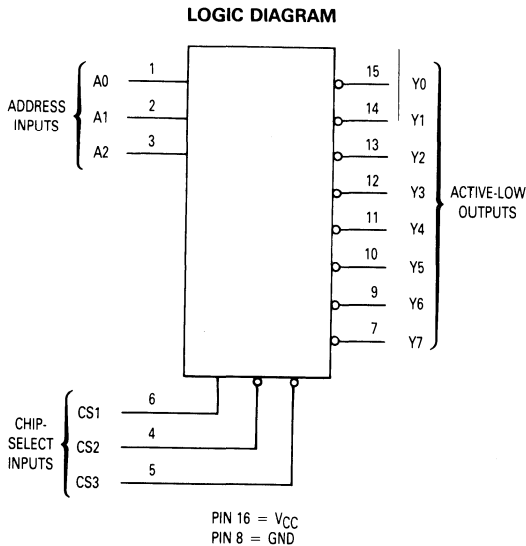 LOGIC DIAGRAM
ADDRESS
INPUTS
A0 1
A1 2
A2 3
15 Y0
14 Y1
13 Y2
12 Y3
11 Y4
10 Y5
9 Y6
7 Y7
ACTIVE-LOW
OUTPUTS
CHIP-
SELECT
INPUTS
CS1 6
CS2 4
CS3 5
PIN 16 = VCC
PIN 8 = GND